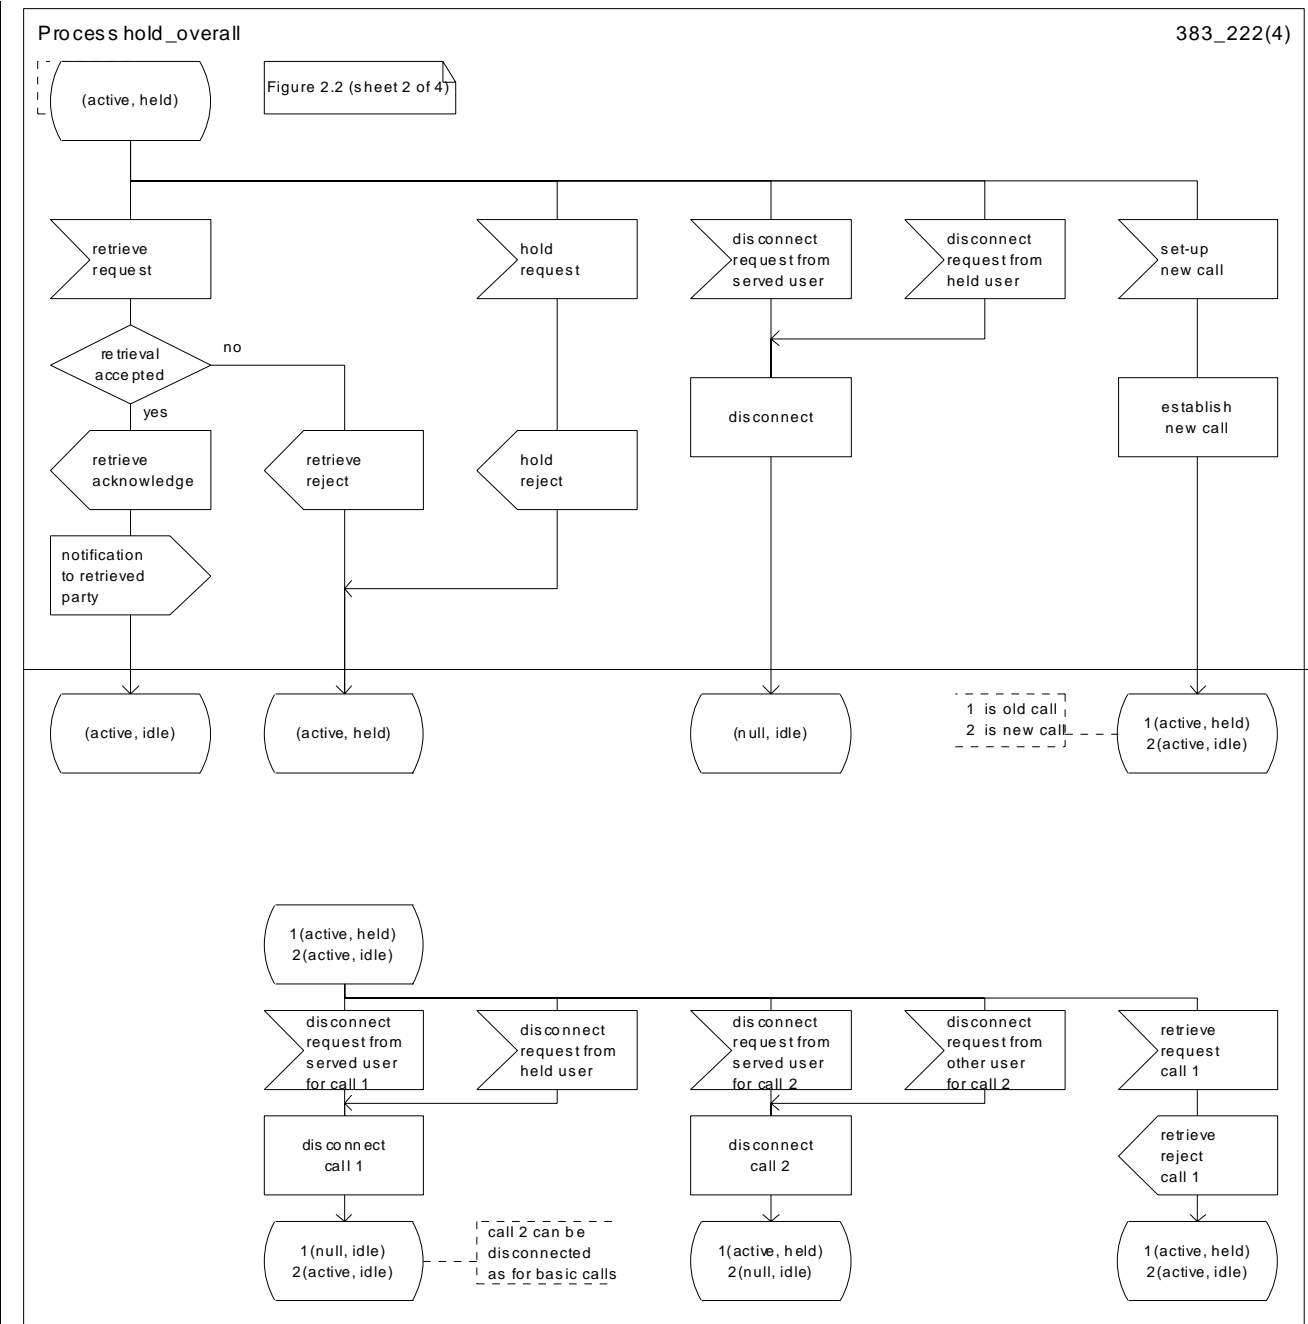 Process hold_overall
383_222(4)
(active, held)
Figure 2.2 (sheet 2 of 4)
retrieve
request
hold
request
disconnect
request from
served user
disconnect
request from
held user
set-up
new call
retrieval
accepted
no
yes
disconnect
establish
new call
retrieve
acknowledge
retrieve
reject
hold
reject
notification
to retrieved
party
(active, idle)
(active, held)
(null, idle)
1 is old call
2 is new call
1(active, held)
2(active, idle)
1(active, held)
2(active, idle)
disconnect
request from
served user
for call 1
disconnect
request from
held user
disconnect
request from
served user
for call 2
disconnect
request from
other user
for call 2
retrieve
request
call 1
disconnect
call 1
disconnect
call 2
retrieve
reject
call 1
1(null, idle)
2(active, idle)
call 2 can be
disconnected
as for basic calls
1(active, held)
2(null, idle)
1(active, held)
2(active, idle)